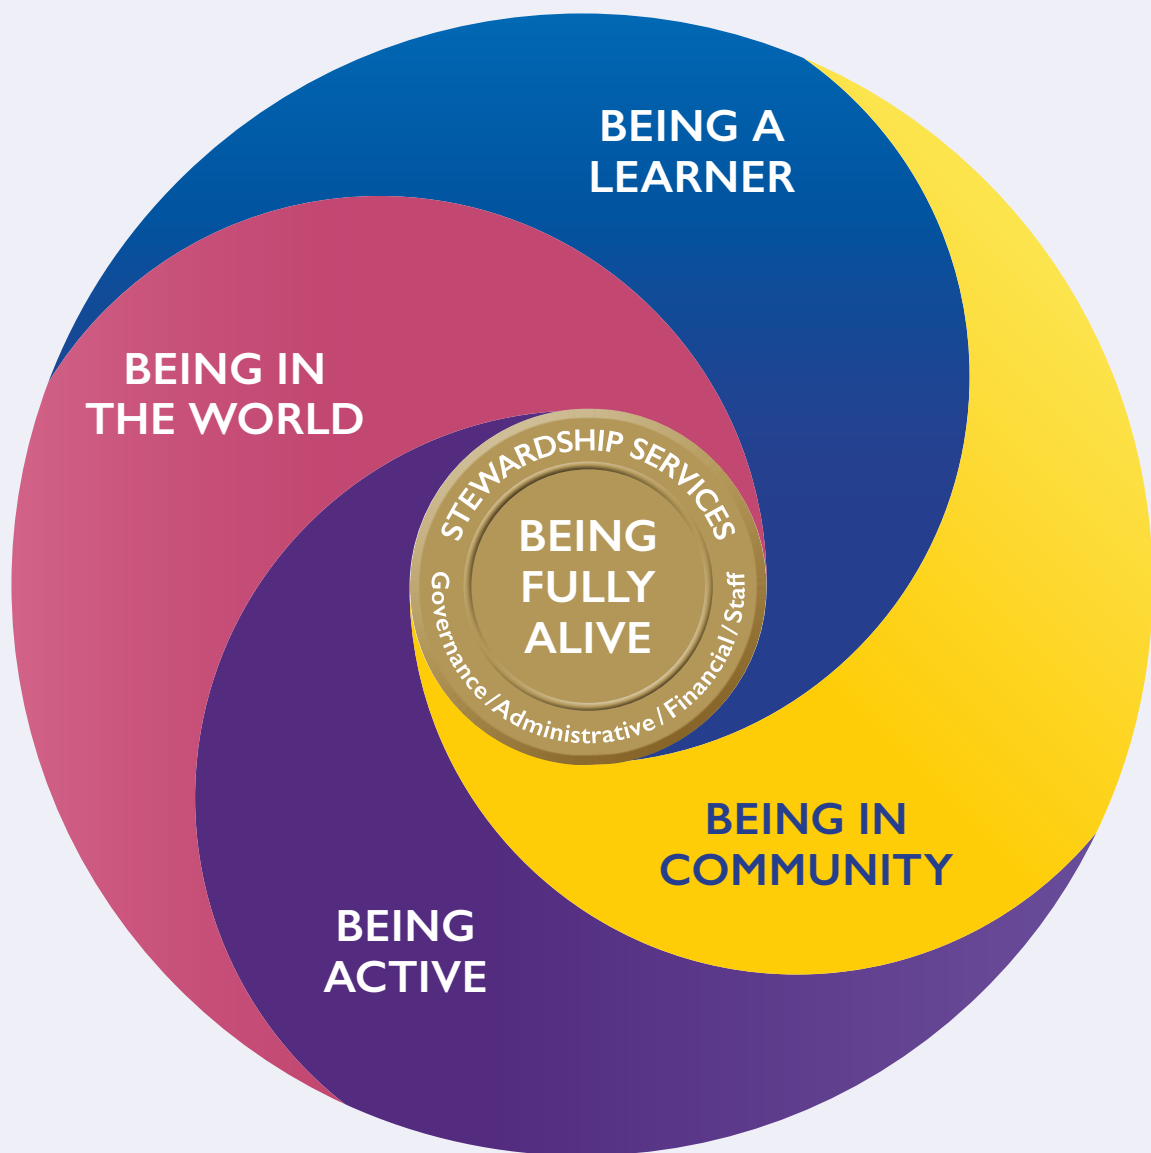 BEING A
LEARNER
BEING IN
THE WORLD
STEWARDSHIP SERVICES
BEING
FULLY
ALIVE
Governance/Administrative/Financial/Staff
BEING IN
COMMUNITY
BEING
ACTIVE